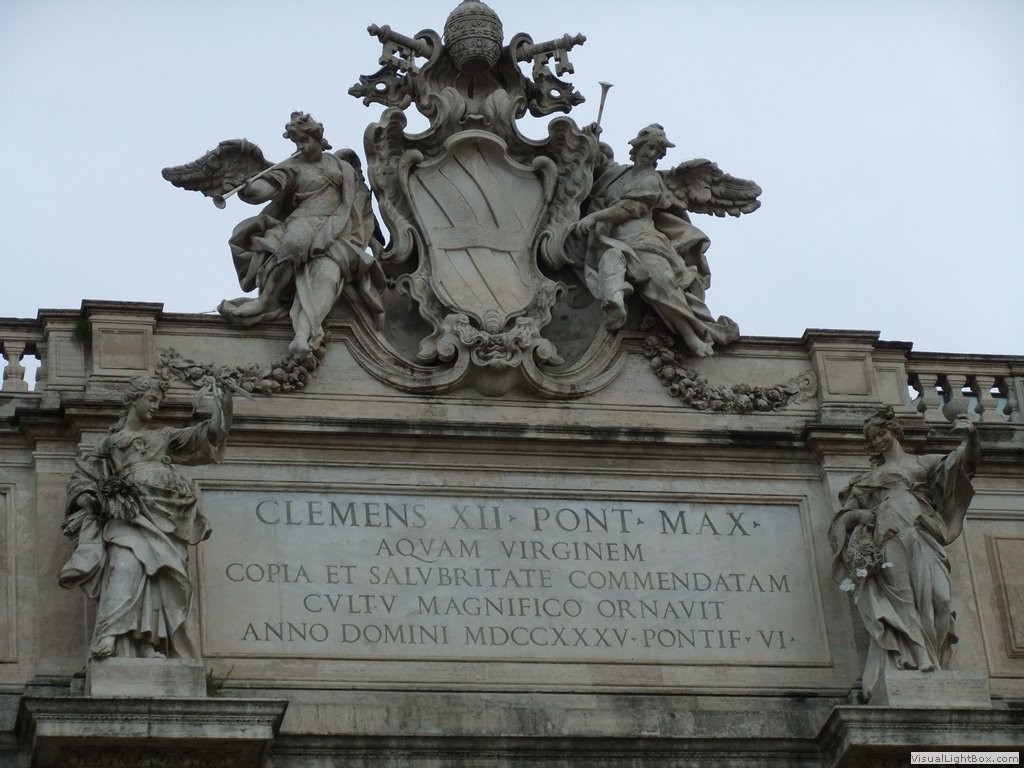 CLEMENS XII · PONT · MAX ·
AQVAM VIRGINEM
COPIA ET SALVBRITATE COMMENDATAM
CVLTV MAGNIFICO ORNAVIT
ANNO DOMINI MDCCXXXV · PONTIF · VI ·
VisualLightBox.com